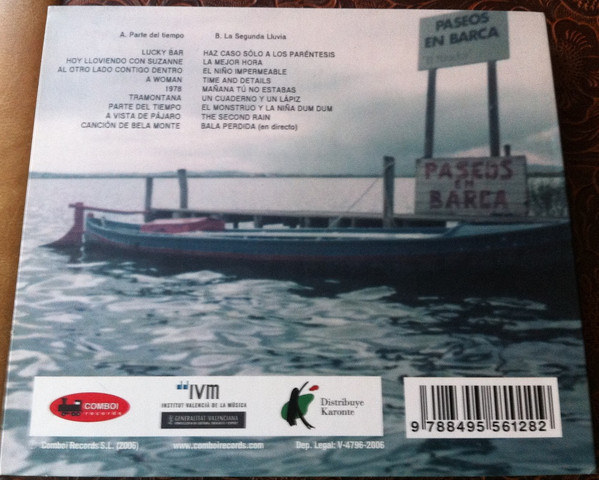 PASEOS
EN BARCA
A. Parte del tiempo
LUCKY BAR
HOY LLOVIENDO CON SUZANNE
AL OTRO LADO CONTIGO DENTRO
A WOMAN
1978
TRAMONTANA
PARTE DEL TIEMPO
A VISTA DE PÁJARO
CANCIÓN DE BELA MONTE
B. La Segunda Lluvia
HAZ CASO SÓLO A LOS PARÉNTESIS
LA MEJOR HORA
EL NIÑO IMPERMEABLE
TIME AND DETAILS
MAÑANA TÚ NO ESTABAS
UN CUADERNO Y UN LÁPIZ
EL MONSTRUO Y LA NIÑA DUM DUM
THE SECOND RAIN
BALA PERDIDA (en directo)
PASEOS
EN
BARCA
COMBOI
records
IVM
INSTITUT VALENCIÀ DE LA MÚSICA
GENERALITAT VALENCIANA
Distribuye
Karonte
9 788495 561282
© Comboi Records S.L. (2006)
www.comboirecords.com
Dep. Legal: V-4796-2006